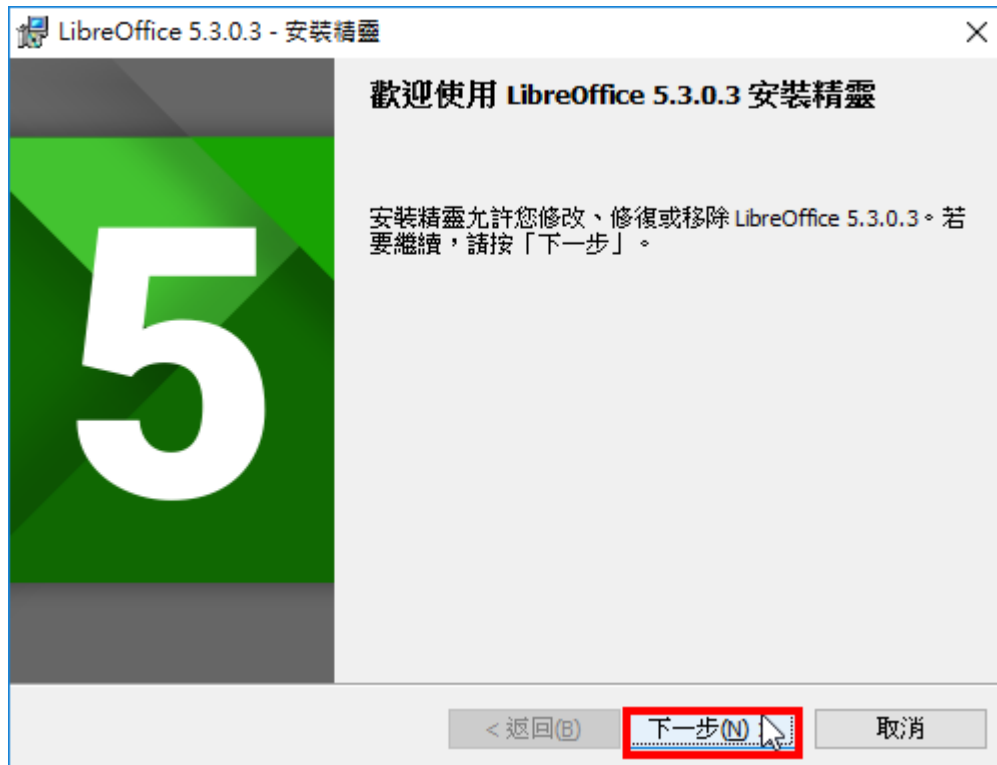 LibreOffice 5.3.0.3 - 安裝精靈
歡迎使用 LibreOffice 5.3.0.3 安裝精靈
安裝精靈允許您修改、修復或移除 LibreOffice 5.3.0.3。若
要繼續，請按「下一步」。
5
< 返回(B) 下一步(N) 取消